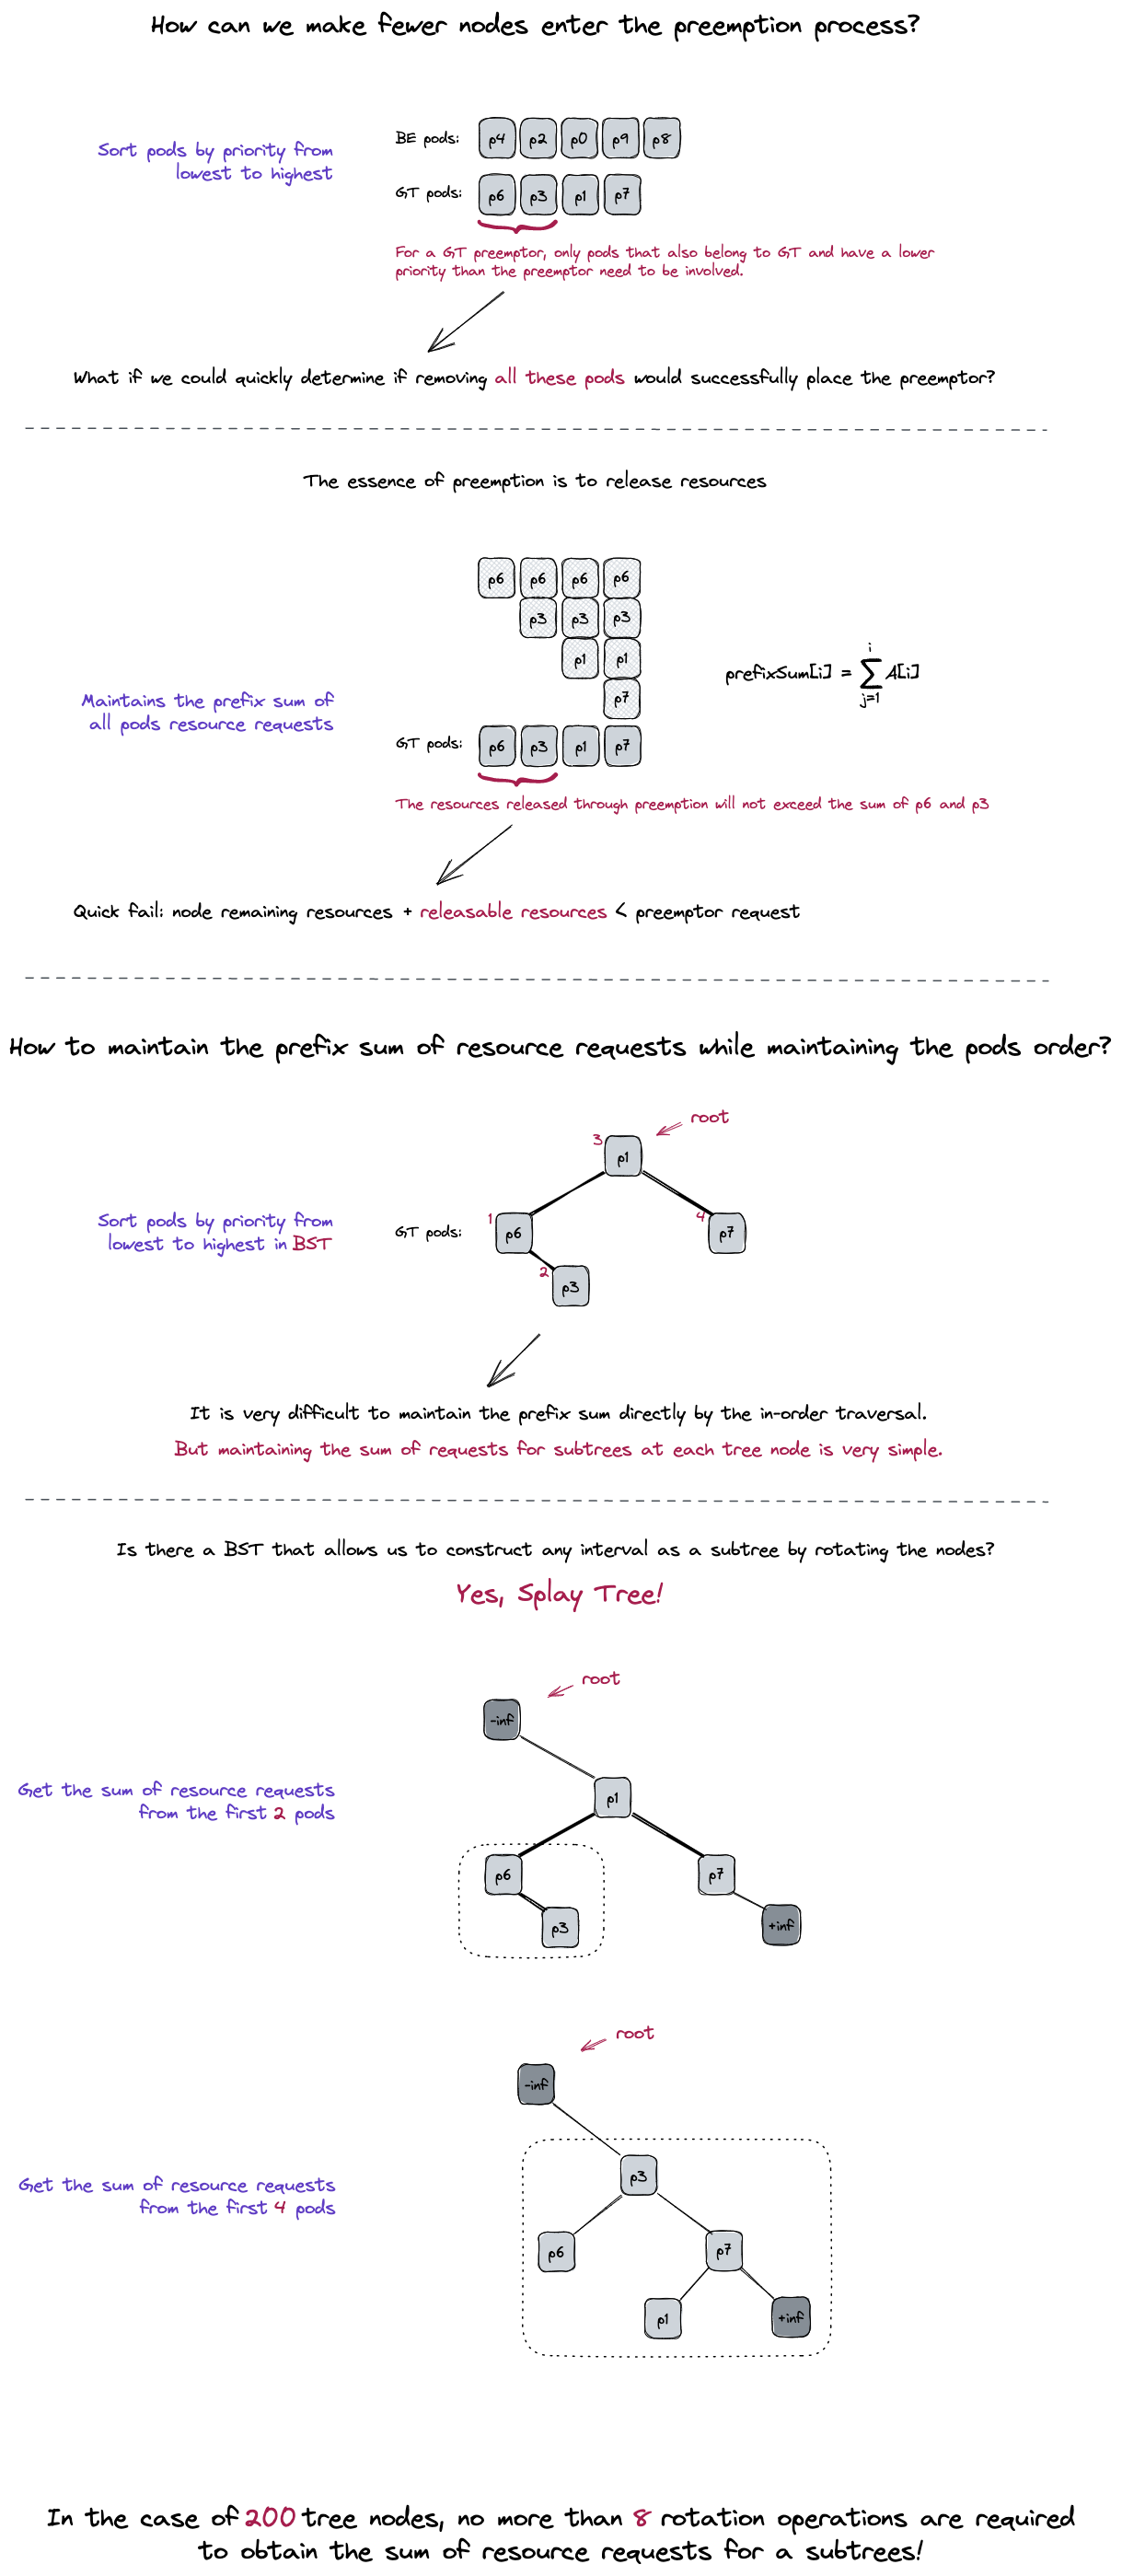 How can we make fewer nodes enter the preemption process?
Sort pods by priority from
lowest to highest
BE pods: p4 p2 p0 p9 p8
GT pods: p6 p3 p1 p7
For a GT preemptor, only pods that also belong to GT and have a lower
priority than the preemptor need to be involved.
What if we could quickly determine if removing all these pods would successfully place the preemptor?
The essence of preemption is to release resources
p6 p6 p6 p6
p3 p3 p3
p1 p1
p7
Maintains the prefix sum of
all pods resource requests
i
prefixSum[i] = ∑ A[i]
j=1
GT pods: p6 p3 p1 p7
The resources released through preemption will not exceed the sum of p6 and p3
Quick fail: node remaining resources + releasable resources < preemptor request
How to maintain the prefix sum of resource requests while maintaining the pods order?
root
3 p1
Sort pods by priority from
lowest to highest in BST
GT pods: 1 p6 4 p7
2 p3
It is very difficult to maintain the prefix sum directly by the in-order traversal.
But maintaining the sum of requests for subtrees at each tree node is very simple.
Is there a BST that allows us to construct any interval as a subtree by rotating the nodes?
Yes, Splay Tree!
root
-inf
Get the sum of resource requests
from the first 2 pods
p1
p6 p7
p3 +inf
root
-inf
Get the sum of resource requests
from the first 4 pods
p3
p6 p7
p1 +inf
In the case of 200 tree nodes, no more than 8 rotation operations are required
to obtain the sum of resource requests for a subtrees!